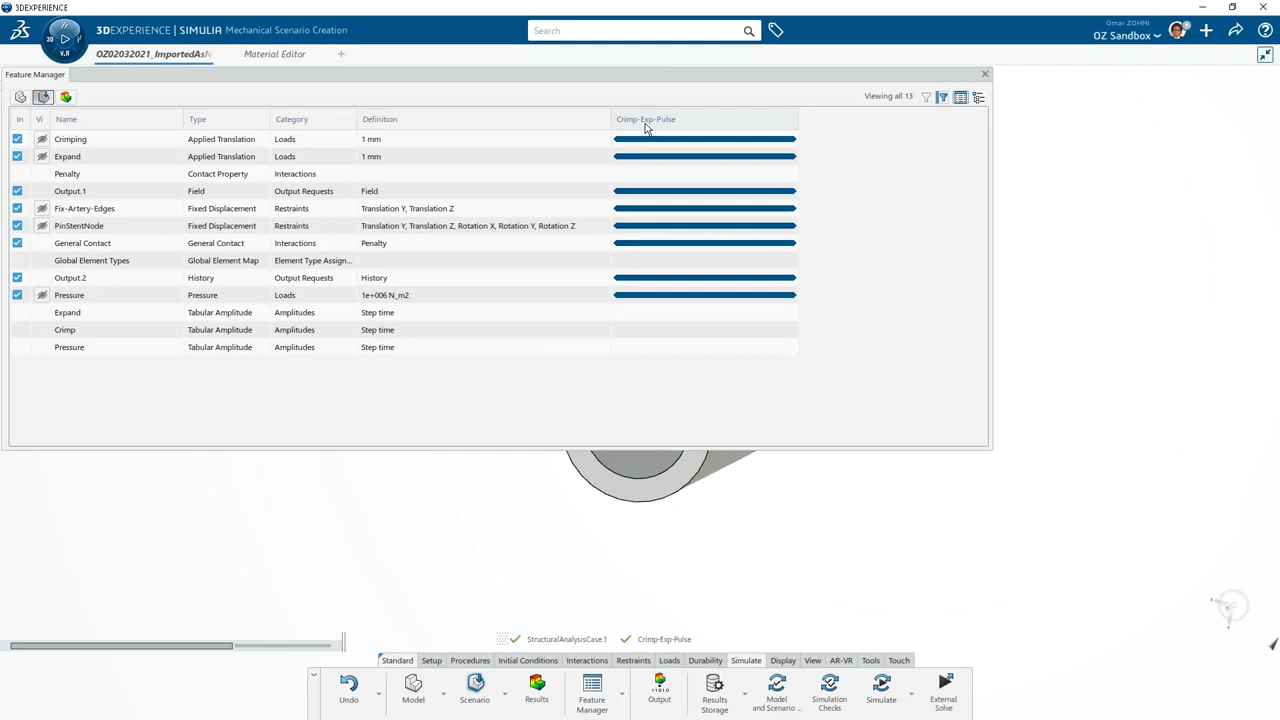 3DEXPERIENCE
3DEXPERIENCE | SIMULIA Mechanical Scenario Creation
Search
Omar ZOHNI
OZ Sandbox
3D
V.R
OZ02032021_ImportedAsN
Material Editor
Feature Manager
Viewing all 13
In Vi Name Type Category Definition Crimp-Exp-Pulse
Crimping Applied Translation Loads 1 mm
Expand Applied Translation Loads 1 mm
Penalty Contact Property Interactions
Output.1 Field Output Requests Field
Fix-Artery-Edges Fixed Displacement Restraints Translation Y, Translation Z
PinStentNode Fixed Displacement Restraints Translation Y, Translation Z, Rotation X, Rotation Y, Rotation Z
General Contact General Contact Interactions Penalty
Global Element Types Global Element Map Element Type Assign...
Output.2 History Output Requests History
Pressure Pressure Loads 1e+006 N_m2
Expand Tabular Amplitude Amplitudes Step time
Crimp Tabular Amplitude Amplitudes Step time
Pressure Tabular Amplitude Amplitudes Step time
StructuralAnalysisCase.1 Crimp-Exp-Pulse
Standard Setup Procedures Initial Conditions Interactions Restraints Loads Durability Simulate Display View AR-VR Tools Touch
Undo
Model
Scenario
Results
Feature
Manager
Output
Results
Storage
Model
and Scenario ...
Simulation
Checks
Simulate
External
Solve